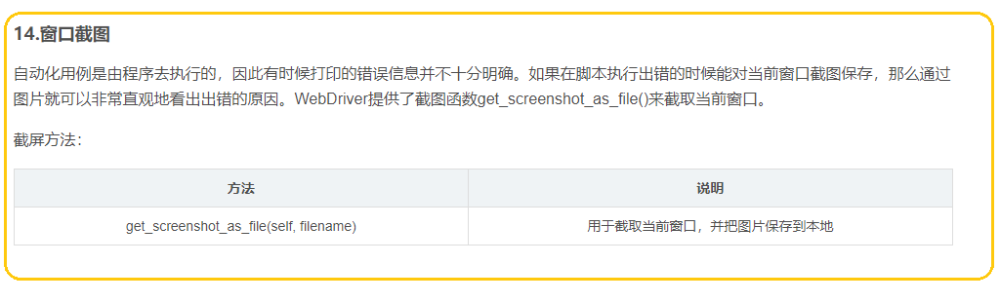 14.窗口截图
自动化用例是由程序去执行的，因此有时候打印的错误信息并不十分明确。如果在脚本执行出错的时候能对当前窗口截图保存，那么通过
图片就可以非常直观地看出出错的原因。WebDriver提供了截图函数get_screenshot_as_file()来截取当前窗口。
截屏方法：
方法 说明
get_screenshot_as_file(self, filename) 用于截取当前窗口，并把图片保存到本地